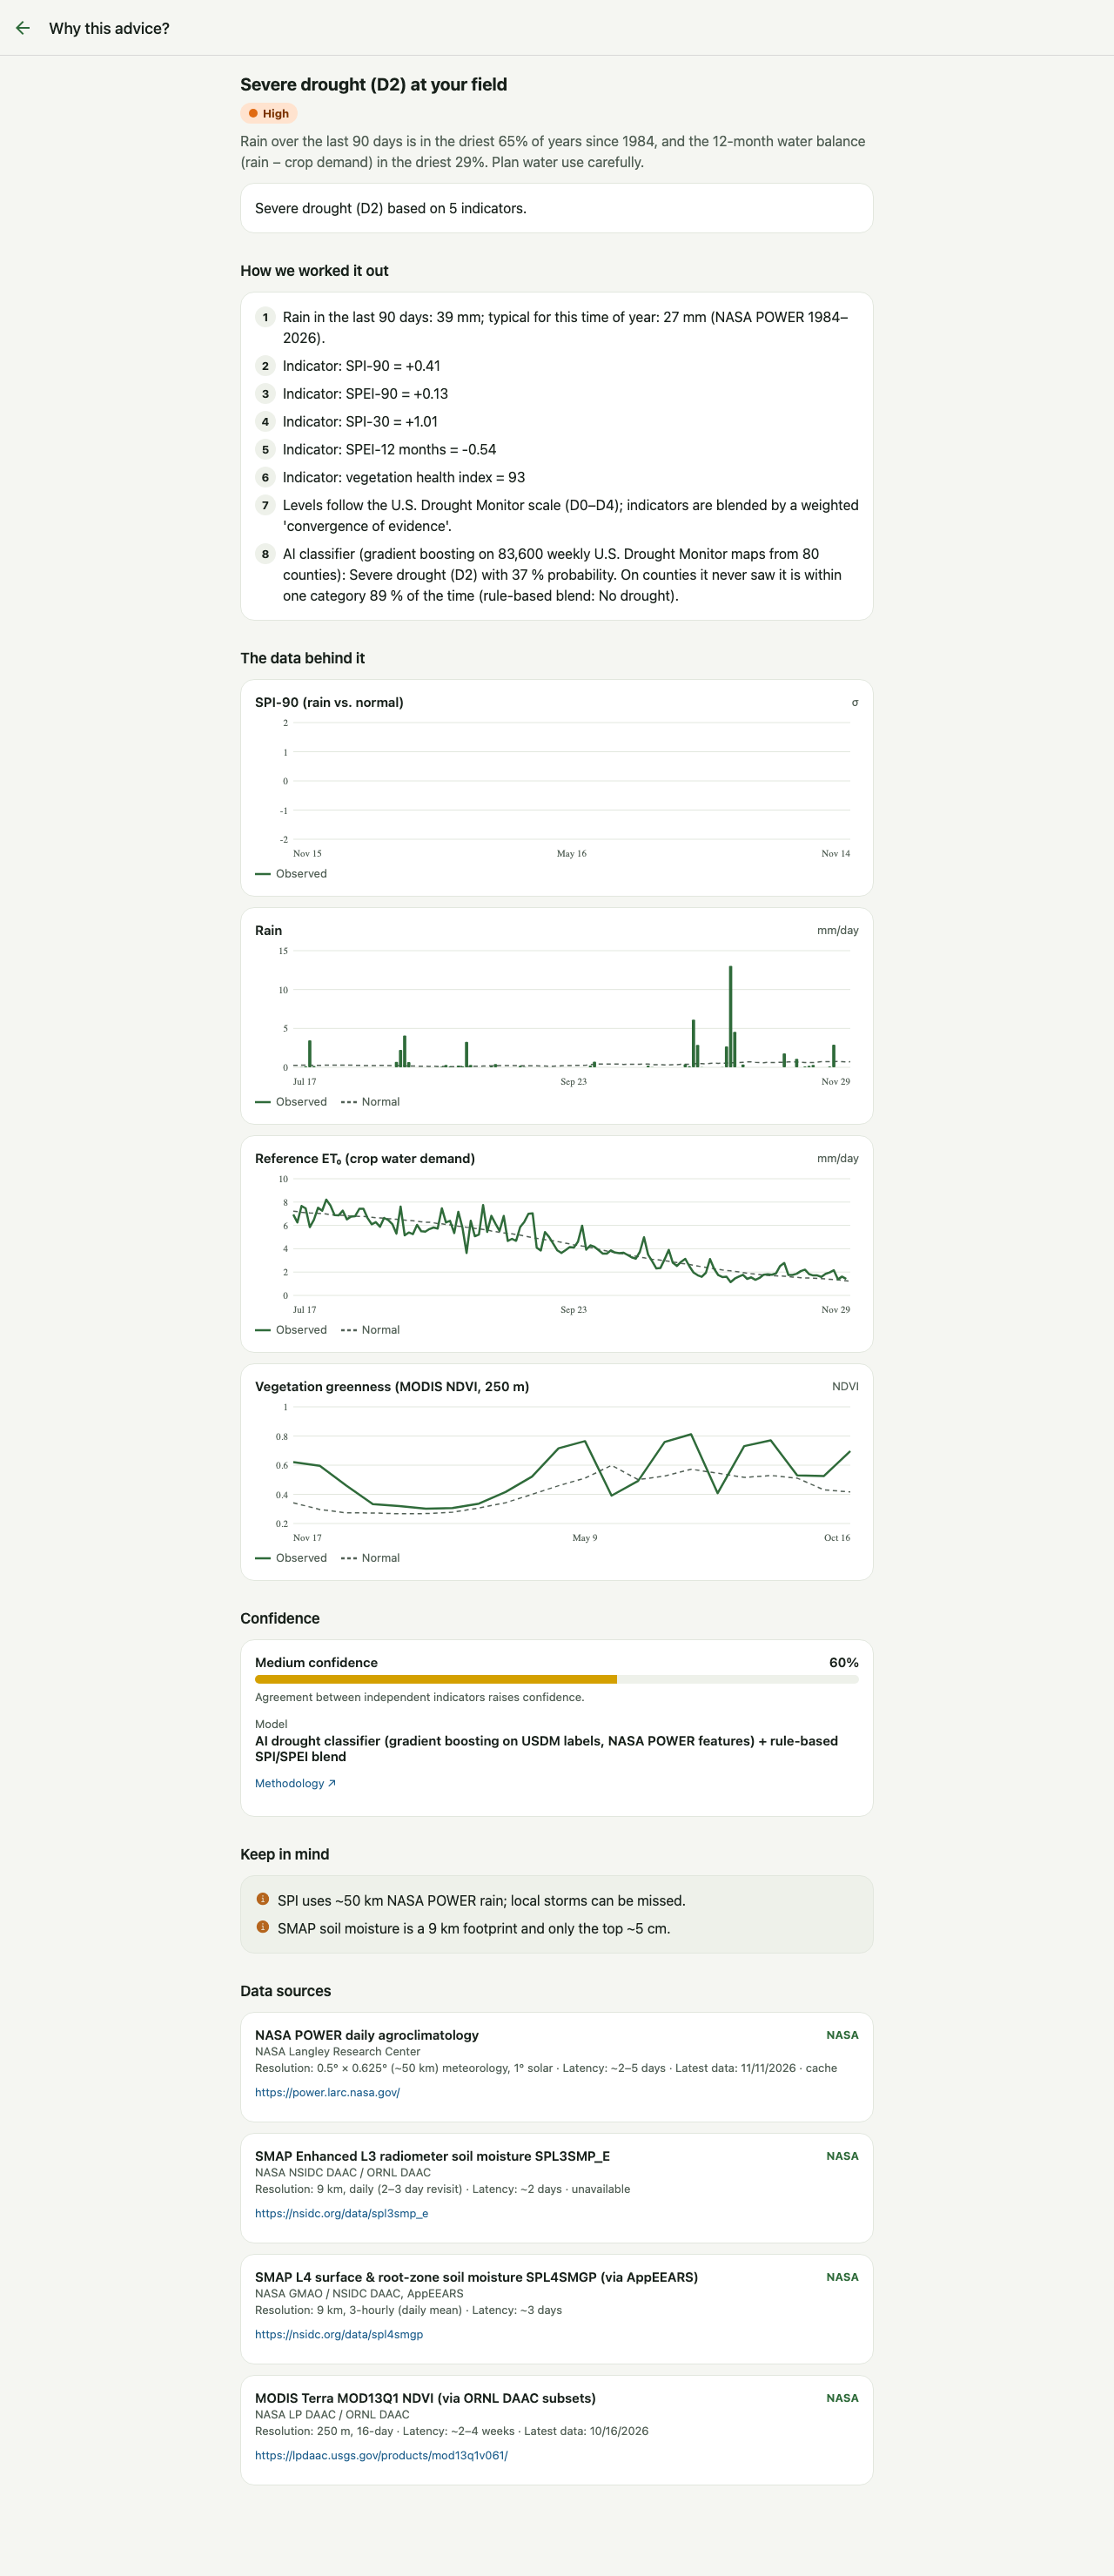 Why this advice?
Severe drought (D2) at your field
High
Rain over the last 90 days is in the driest 65% of years since 1984, and the 12-month water balance
(rain − crop demand) in the driest 29%. Plan water use carefully.
Severe drought (D2) based on 5 indicators.
How we worked it out
1 Rain in the last 90 days: 39 mm; typical for this time of year: 27 mm (NASA POWER 1984–
2026).
2 Indicator: SPI-90 = +0.41
3 Indicator: SPEI-90 = +0.13
4 Indicator: SPI-30 = +1.01
5 Indicator: SPEI-12 months = -0.54
6 Indicator: vegetation health index = 93
7 Levels follow the U.S. Drought Monitor scale (D0–D4); indicators are blended by a weighted
'convergence of evidence'.
8 AI classifier (gradient boosting on 83,600 weekly U.S. Drought Monitor maps from 80
counties): Severe drought (D2) with 37 % probability. On counties it never saw it is within
one category 89 % of the time (rule-based blend: No drought).
The data behind it
SPI-90 (rain vs. normal) σ
2
1
0
-1
-2
Nov 15 May 16 Nov 14
Observed
Rain mm/day
15
10
5
0
Jul 17 Sep 23 Nov 29
Observed Normal
Reference ET₀ (crop water demand) mm/day
10
8
6
4
2
0
Jul 17 Sep 23 Nov 29
Observed Normal
Vegetation greenness (MODIS NDVI, 250 m) NDVI
1
0.8
0.6
0.4
0.2
Nov 17 May 9 Oct 16
Observed Normal
Confidence
Medium confidence 60%
Agreement between independent indicators raises confidence.
Model
AI drought classifier (gradient boosting on USDM labels, NASA POWER features) + rule-based
SPI/SPEI blend
Methodology ↗
Keep in mind
SPI uses ~50 km NASA POWER rain; local storms can be missed.
SMAP soil moisture is a 9 km footprint and only the top ~5 cm.
Data sources
NASA POWER daily agroclimatology NASA
NASA Langley Research Center
Resolution: 0.5° × 0.625° (~50 km) meteorology, 1° solar · Latency: ~2–5 days · Latest data: 11/11/2026 · cache
https://power.larc.nasa.gov/
SMAP Enhanced L3 radiometer soil moisture SPL3SMP_E NASA
NASA NSIDC DAAC / ORNL DAAC
Resolution: 9 km, daily (2–3 day revisit) · Latency: ~2 days · unavailable
https://nsidc.org/data/spl3smp_e
SMAP L4 surface & root-zone soil moisture SPL4SMGP (via AppEEARS) NASA
NASA GMAO / NSIDC DAAC, AppEEARS
Resolution: 9 km, 3-hourly (daily mean) · Latency: ~3 days
https://nsidc.org/data/spl4smgp
MODIS Terra MOD13Q1 NDVI (via ORNL DAAC subsets) NASA
NASA LP DAAC / ORNL DAAC
Resolution: 250 m, 16-day · Latency: ~2–4 weeks · Latest data: 10/16/2026
https://lpdaac.usgs.gov/products/mod13q1v061/